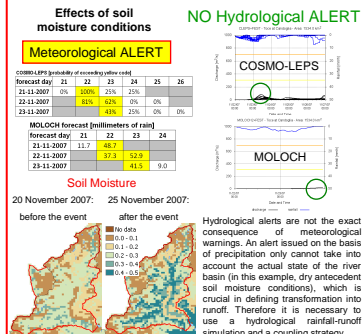 Effects of soil
moisture conditions
NO Hydrological ALERT
Meteorological ALERT
COSMO-LEPS [probability of exceeding yellow code]
forecast day 21 22 23 24 25 26
21-11-2007 0% 100% 25% 25%
22-11-2007 81% 62% 0% 0%
23-11-2007 43% 25% 0% 0%
MOLOCH forecast [millimeters of rain]
forecast day 21 22 23 24
21-11-2007 11.7 48.7
22-11-2007 37.3 52.9
23-11-2007 41.5 9.0
COSMO-LEPS
MOLOCH
Soil Moisture
20 November 2007: 25 November 2007:
before the event after the event
No data
0.0 - 0.1
0.1 - 0.2
0.2 - 0.3
0.3 - 0.4
0.4 - 0.5
Hydrological alerts are not the exact
consequence of meteorological
warnings. An alert issued on the basis
of precipitation only cannot take into
account the actual state of the river
basin (in this example, dry antecedent
soil moisture conditions), which is
crucial in defining transformation into
runoff. Therefore it is necessary to
use a hydrological rainfall-runoff
simulation and a coupling strategy